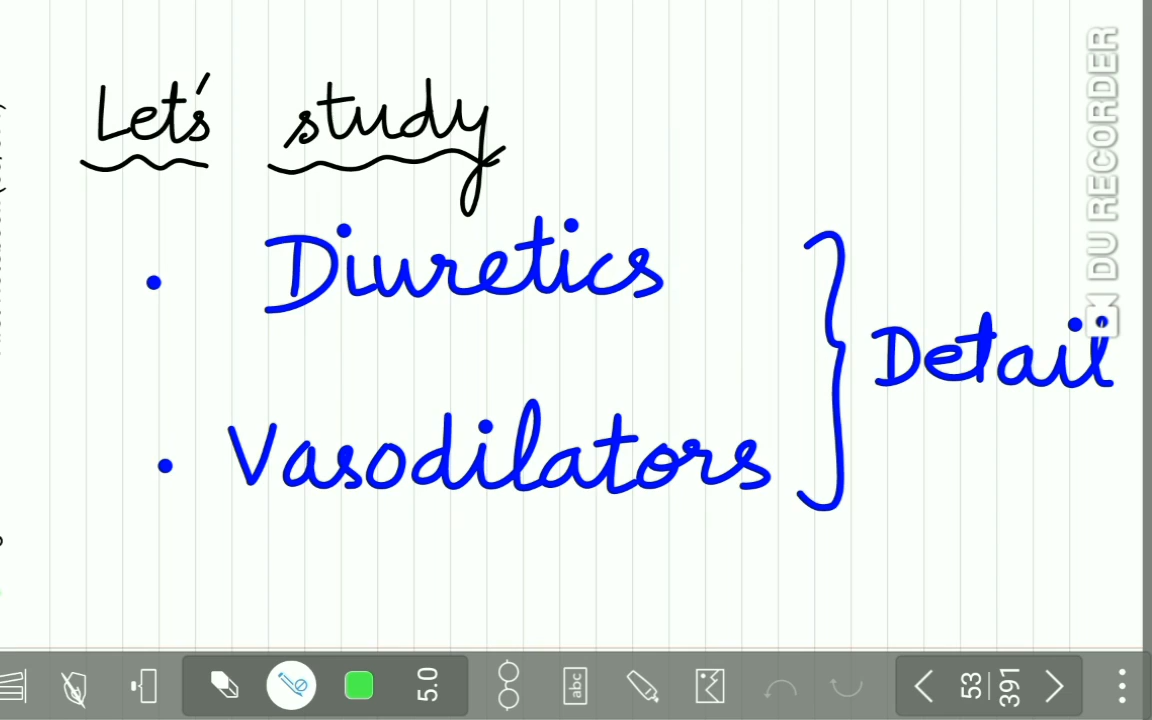 Let's study
• Diuretics
• Vasodilators
Detail
DU RECORDER
5.0
abc
53
391